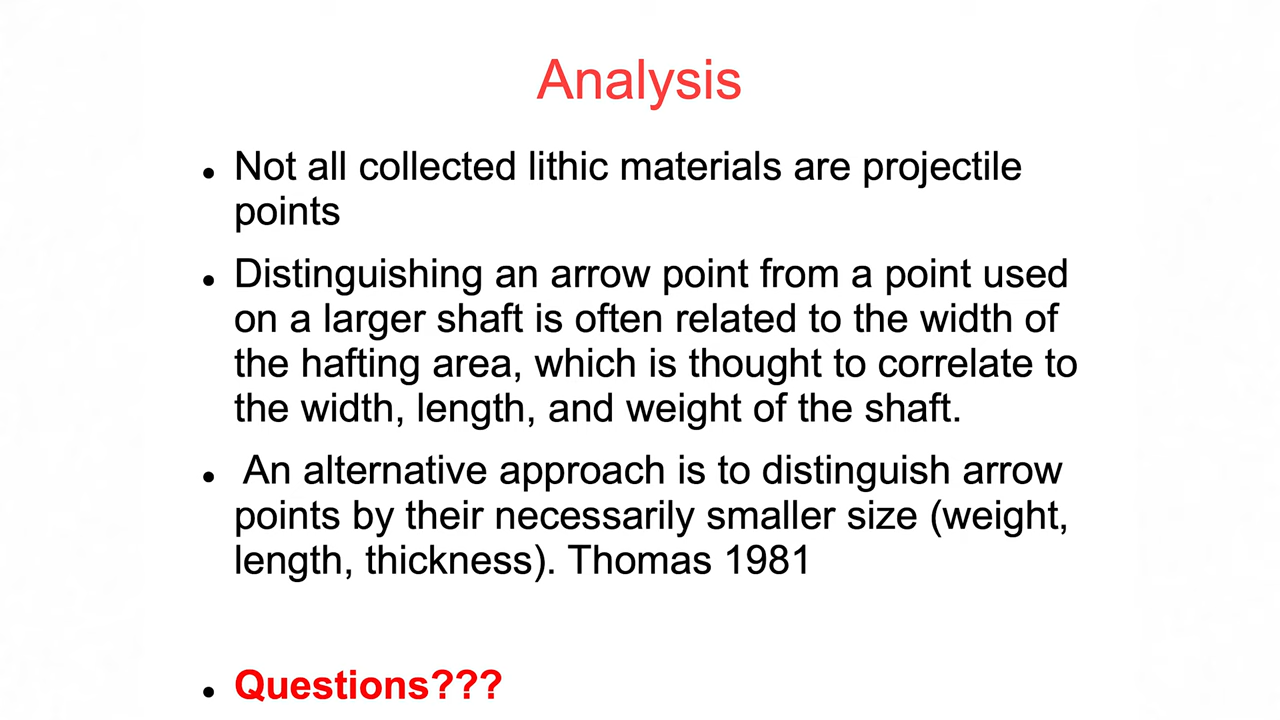 Analysis
● Not all collected lithic materials are projectile
points
● Distinguishing an arrow point from a point used
on a larger shaft is often related to the width of
the hafting area, which is thought to correlate to
the width, length, and weight of the shaft.
● An alternative approach is to distinguish arrow
points by their necessarily smaller size (weight,
length, thickness). Thomas 1981
● Questions???